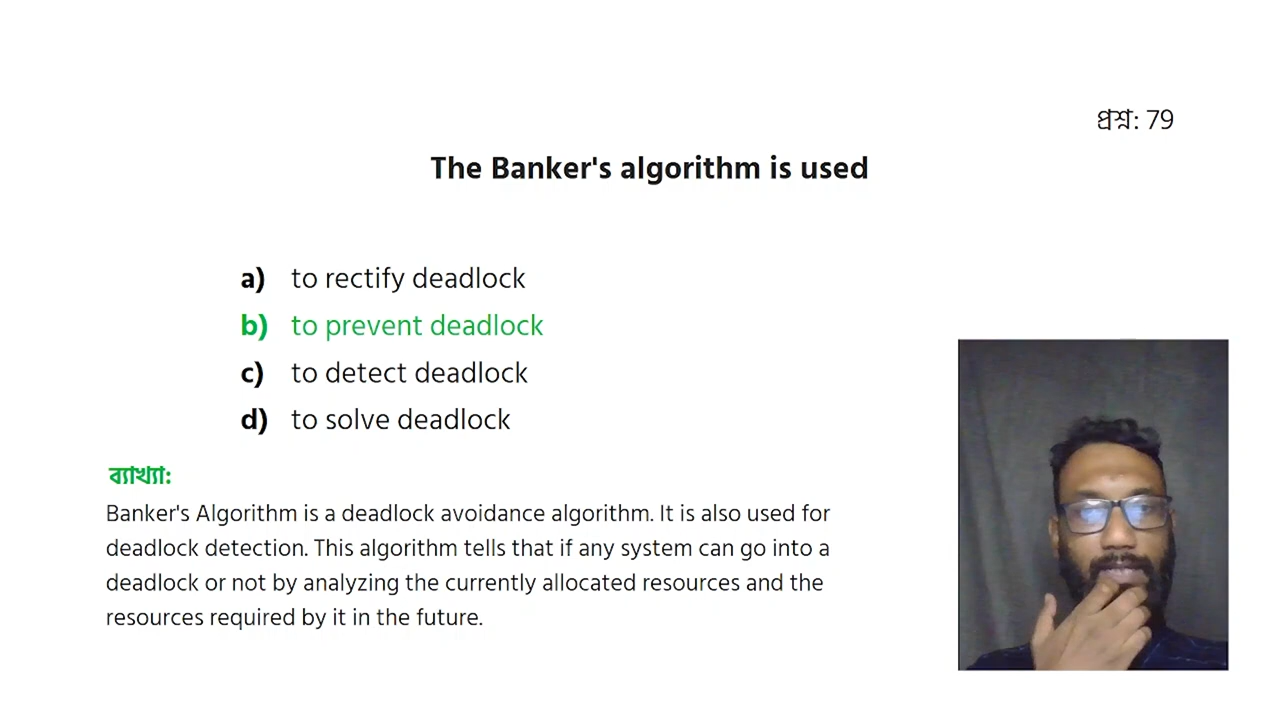 প্রশ্ন: 79
The Banker's algorithm is used
a) to rectify deadlock
b) to prevent deadlock
c) to detect deadlock
d) to solve deadlock
ব্যাখ্যা:
Banker's Algorithm is a deadlock avoidance algorithm. It is also used for
deadlock detection. This algorithm tells that if any system can go into a
deadlock or not by analyzing the currently allocated resources and the
resources required by it in the future.